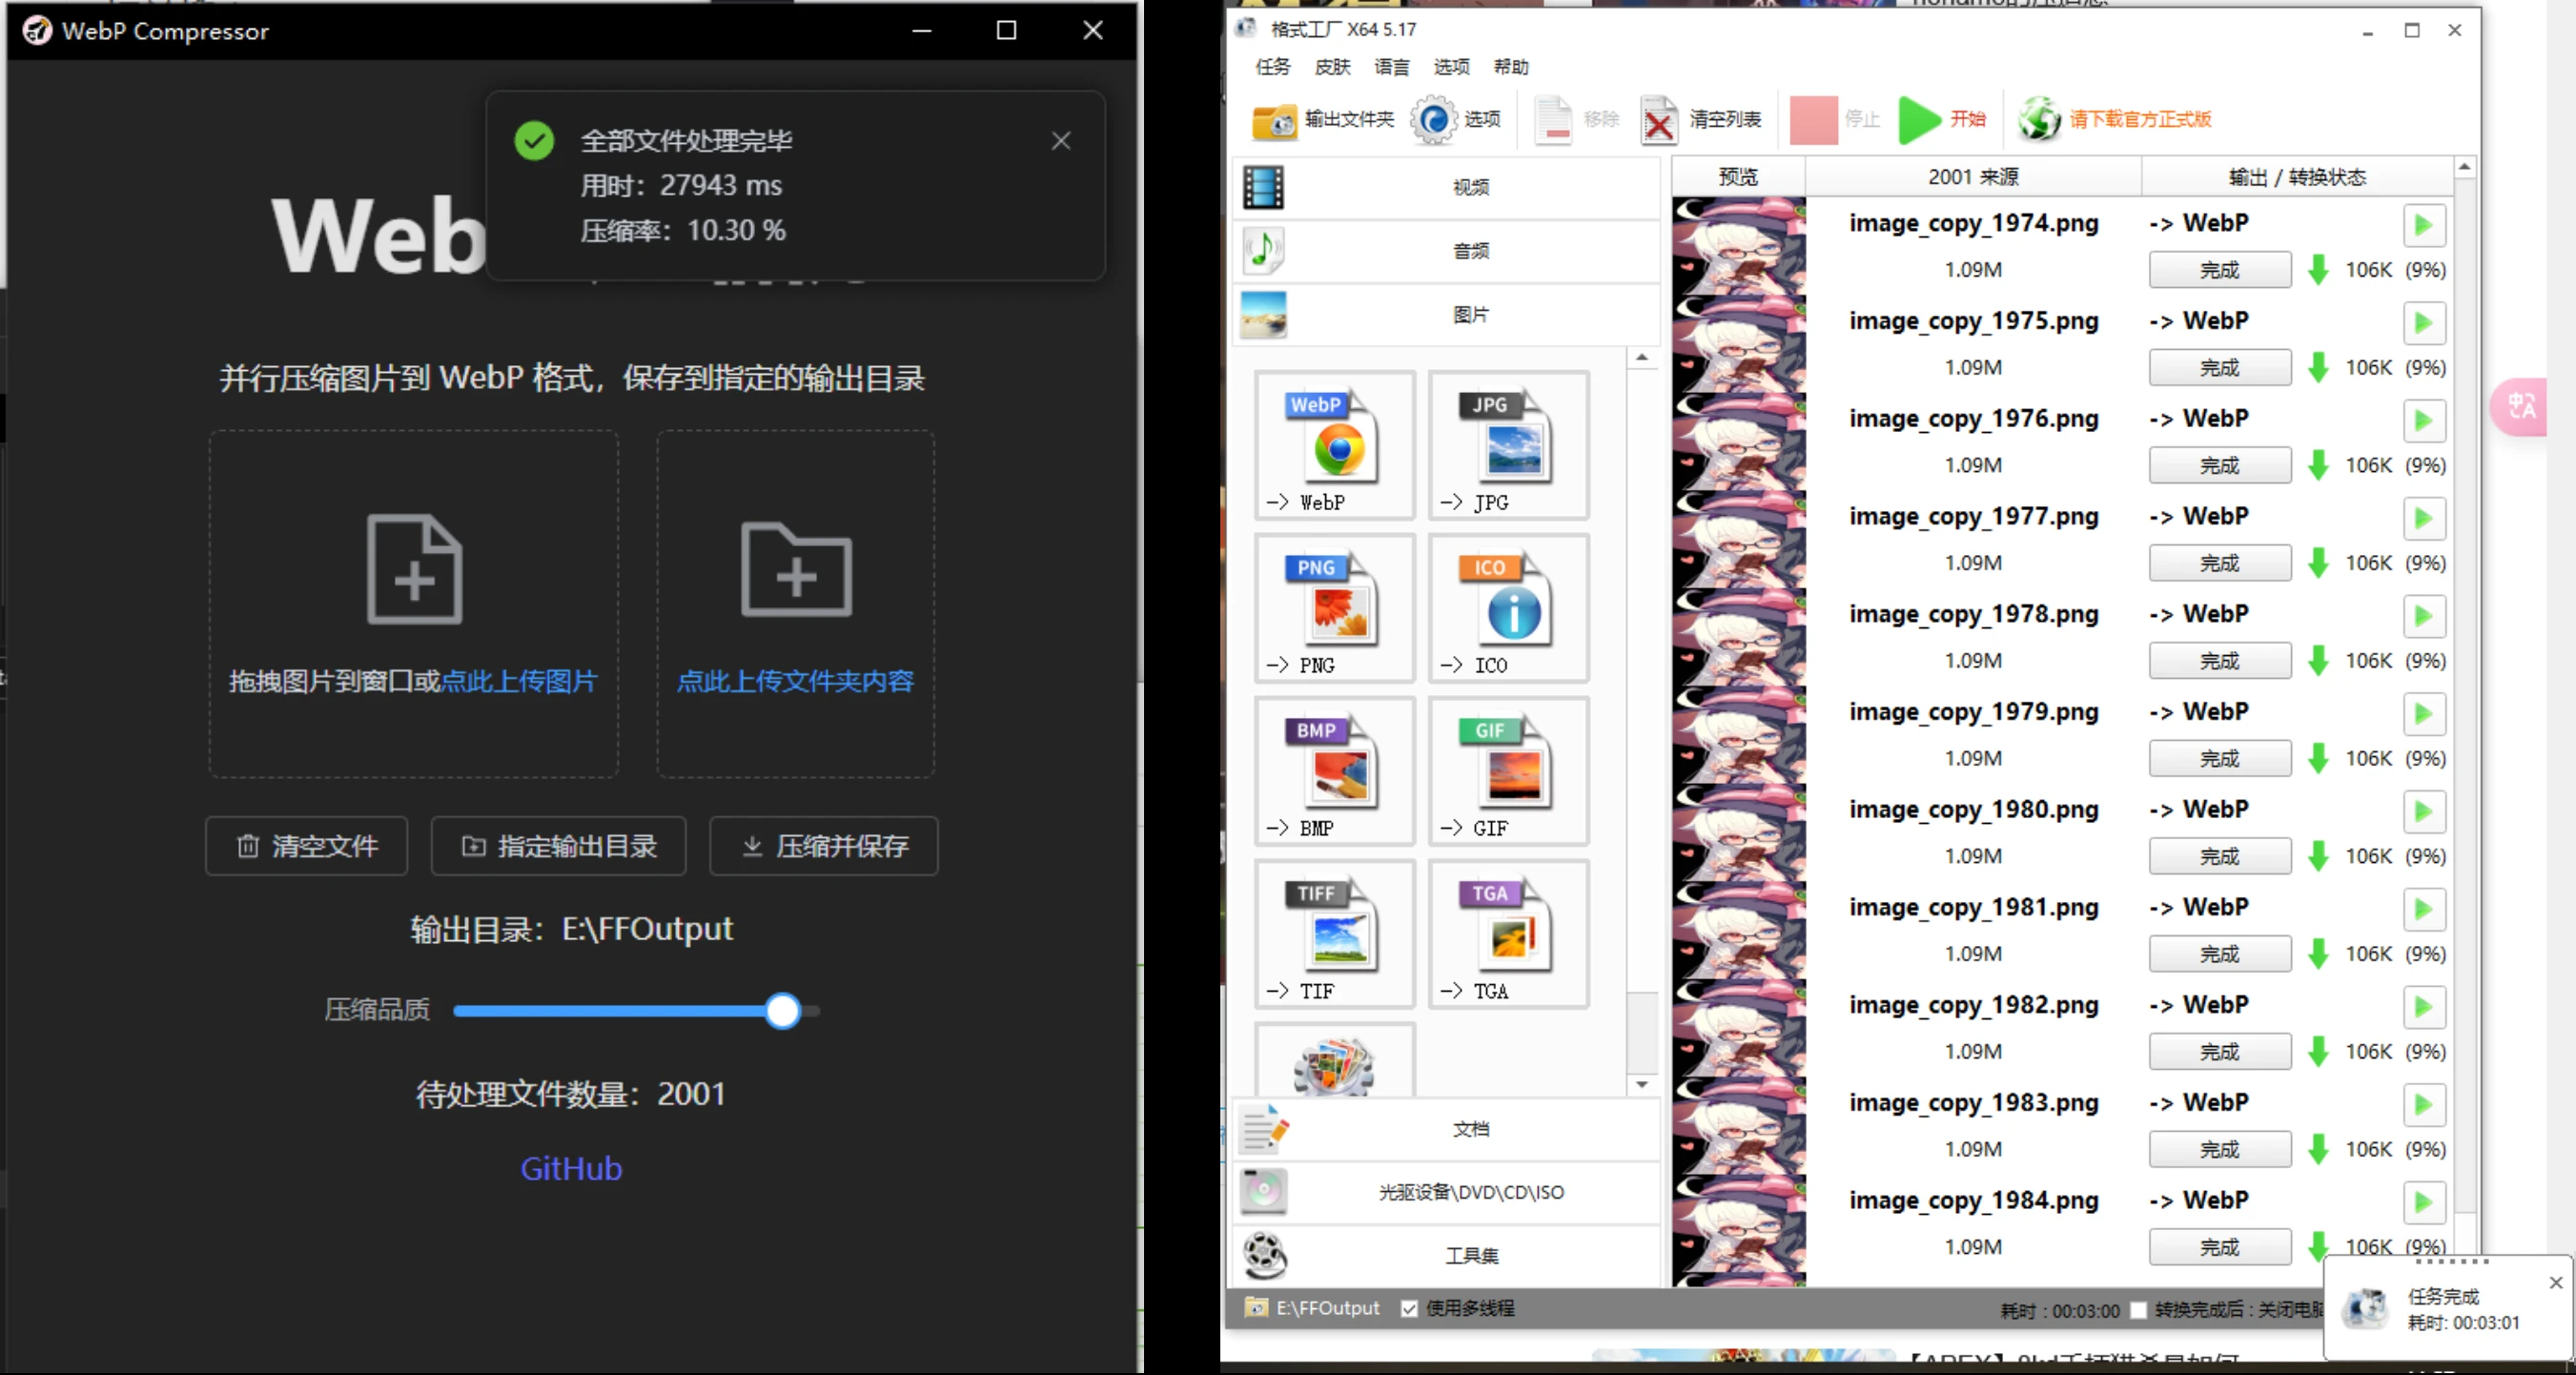 WebP Compressor
全部文件处理完毕
用时：27943 ms
压缩率：10.30 %
Web
并行压缩图片到 WebP 格式，保存到指定的输出目录
拖拽图片到窗口或点此上传图片
点此上传文件夹内容
清空文件
指定输出目录
压缩并保存
输出目录：E:\FFOutput
压缩品质
待处理文件数量：2001
GitHub
格式工厂 X64 5.17
任务 皮肤 语言 选项 帮助
输出文件夹 选项 移除 清空列表 停止 开始 请下载官方正式版
视频
音频
图片
WebP
-> WebP
JPG
-> JPG
PNG
-> PNG
ICO
-> ICO
BMP
-> BMP
GIF
-> GIF
TIFF
-> TIF
TGA
-> TGA
文档
光驱设备\DVD\CD\ISO
工具集
预览 2001 来源 输出 / 转换状态
image_copy_1974.png -> WebP
1.09M 完成 106K (9%)
image_copy_1975.png -> WebP
1.09M 完成 106K (9%)
image_copy_1976.png -> WebP
1.09M 完成 106K (9%)
image_copy_1977.png -> WebP
1.09M 完成 106K (9%)
image_copy_1978.png -> WebP
1.09M 完成 106K (9%)
image_copy_1979.png -> WebP
1.09M 完成 106K (9%)
image_copy_1980.png -> WebP
1.09M 完成 106K (9%)
image_copy_1981.png -> WebP
1.09M 完成 106K (9%)
image_copy_1982.png -> WebP
1.09M 完成 106K (9%)
image_copy_1983.png -> WebP
1.09M 完成 106K (9%)
image_copy_1984.png -> WebP
1.09M 完成 106K (9%)
E:\FFOutput 使用多线程 耗时 : 00:03:00 转换完成后 : 关闭电脑
任务完成
耗时: 00:03:01
中A